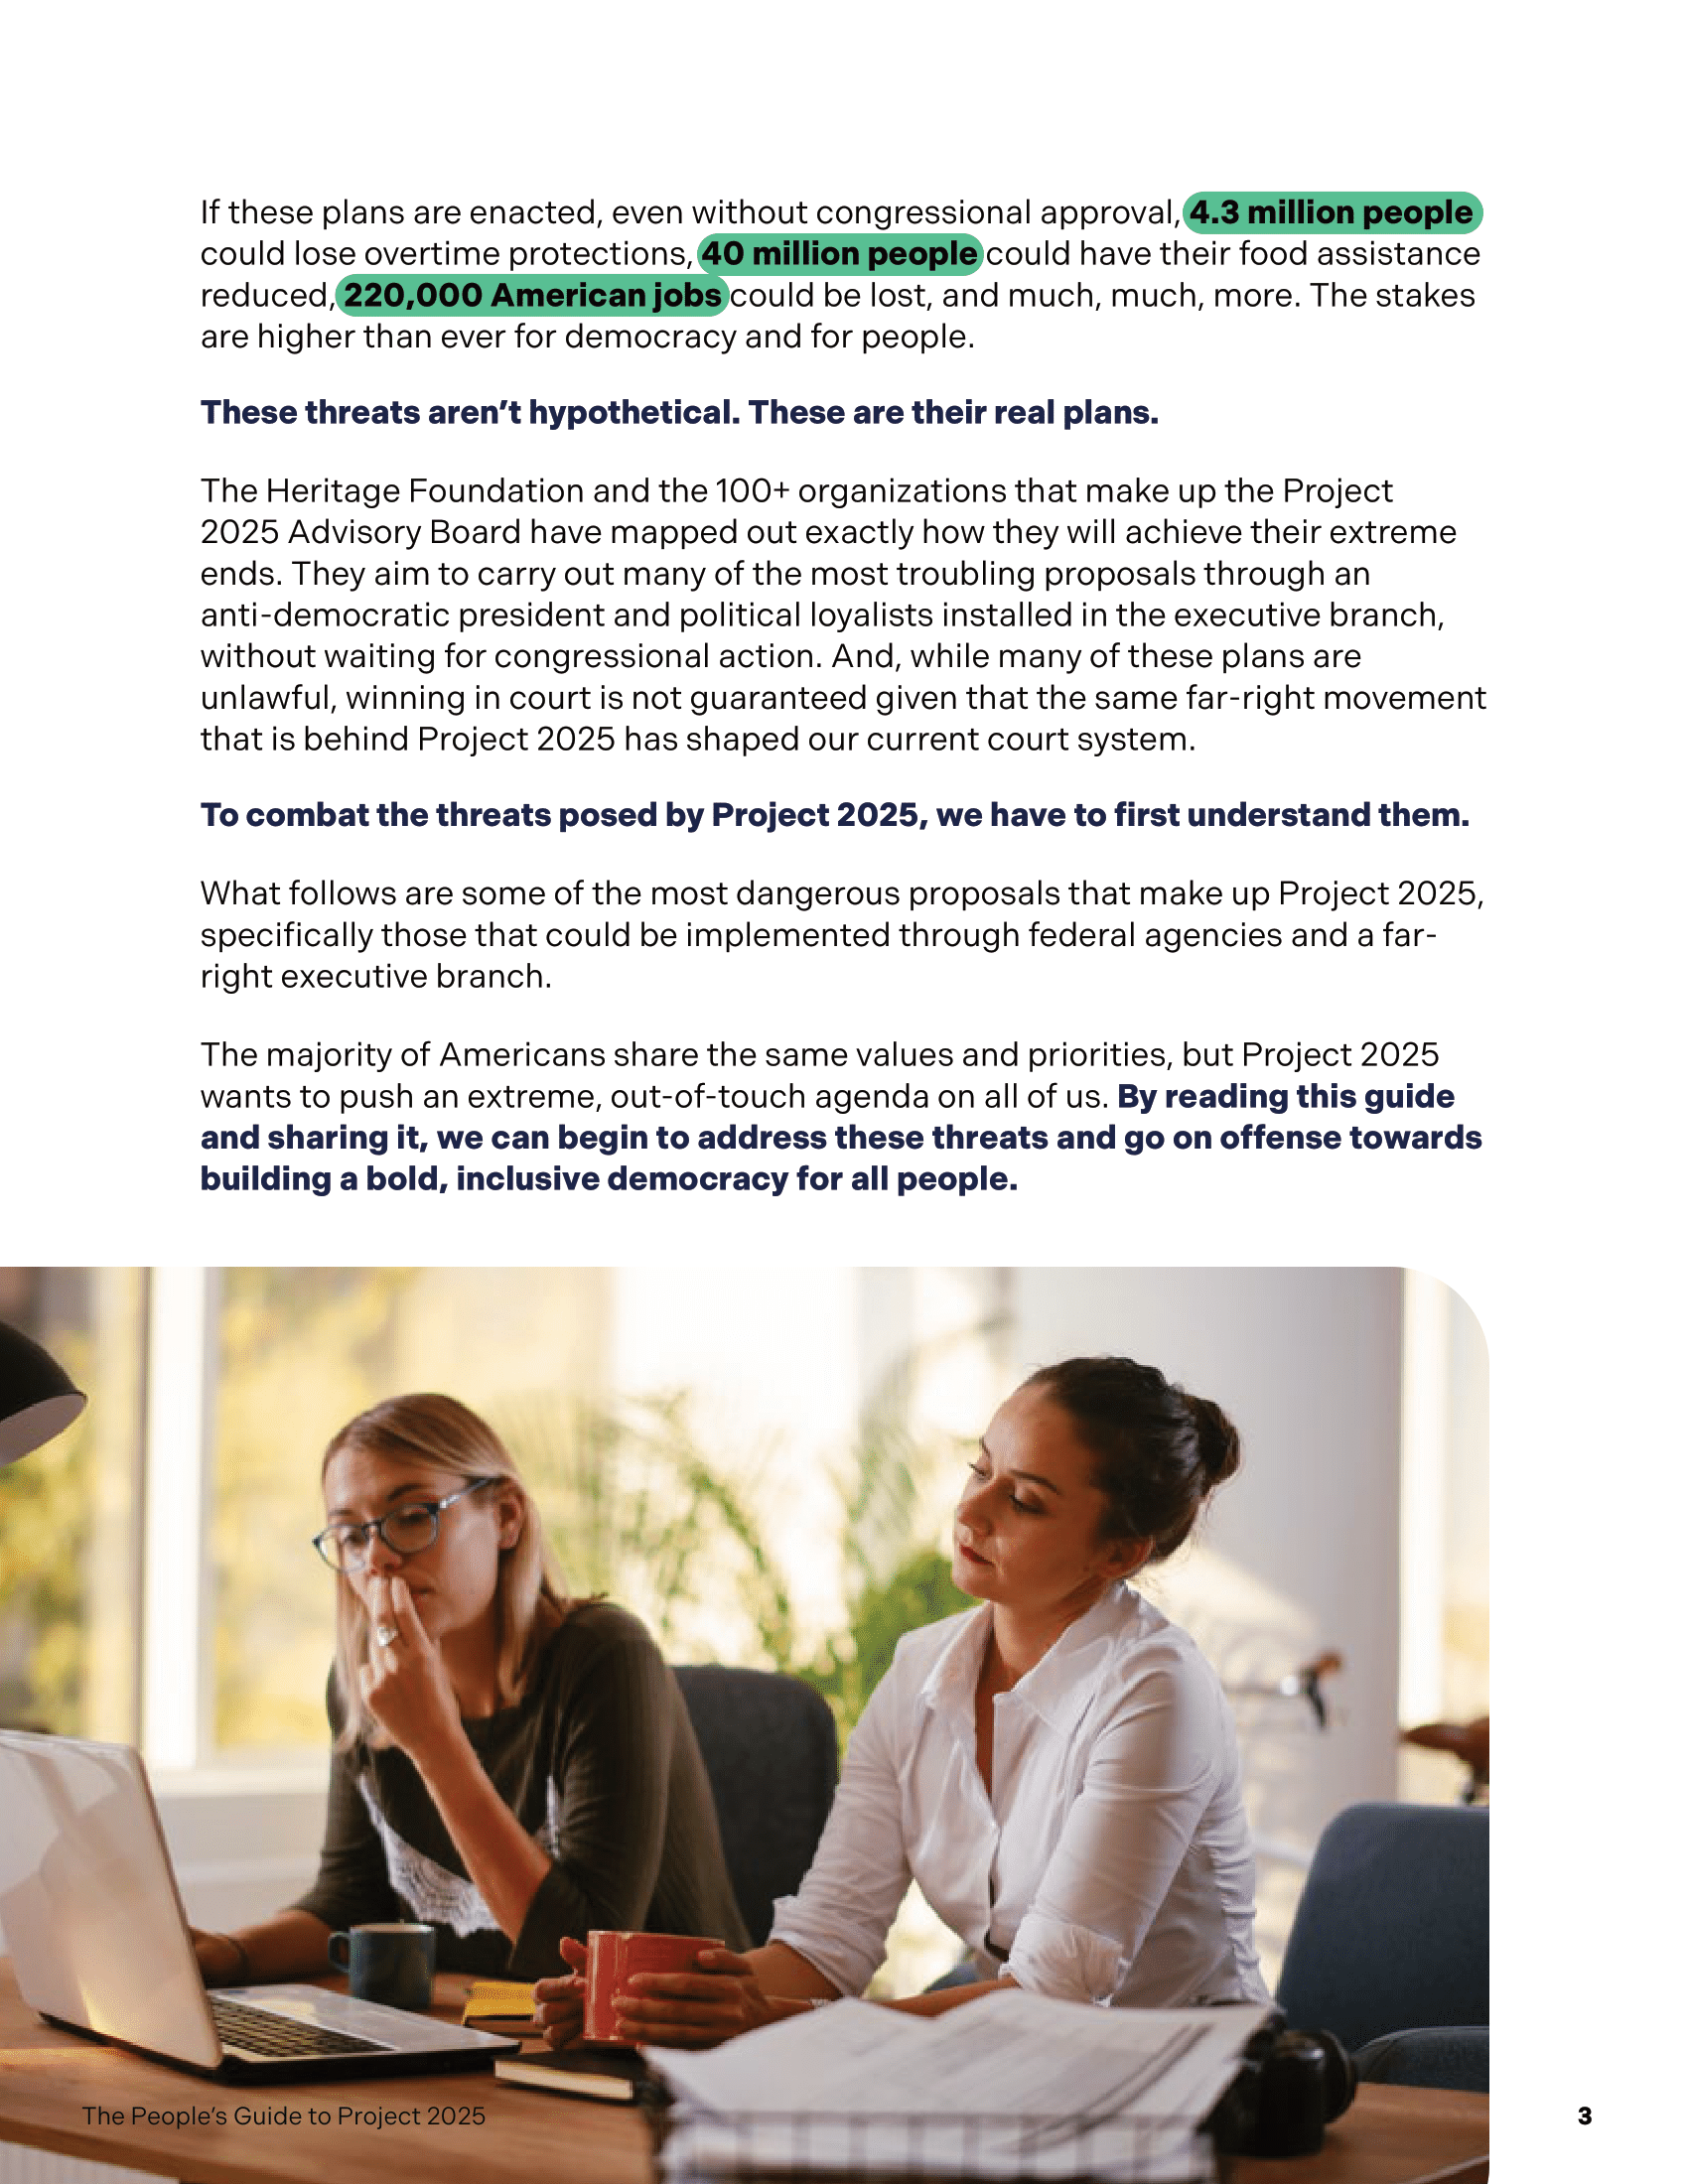 If these plans are enacted, even without congressional approval, 4.3 million people
could lose overtime protections, 40 million people could have their food assistance
reduced, 220,000 American jobs could be lost, and much, much, more. The stakes
are higher than ever for democracy and for people.
These threats aren’t hypothetical. These are their real plans.
The Heritage Foundation and the 100+ organizations that make up the Project
2025 Advisory Board have mapped out exactly how they will achieve their extreme
ends. They aim to carry out many of the most troubling proposals through an
anti-democratic president and political loyalists installed in the executive branch,
without waiting for congressional action. And, while many of these plans are
unlawful, winning in court is not guaranteed given that the same far-right movement
that is behind Project 2025 has shaped our current court system.
To combat the threats posed by Project 2025, we have to first understand them.
What follows are some of the most dangerous proposals that make up Project 2025,
specifically those that could be implemented through federal agencies and a far-
right executive branch.
The majority of Americans share the same values and priorities, but Project 2025
wants to push an extreme, out-of-touch agenda on all of us. By reading this guide
and sharing it, we can begin to address these threats and go on offense towards
building a bold, inclusive democracy for all people.
The People’s Guide to Project 2025
3